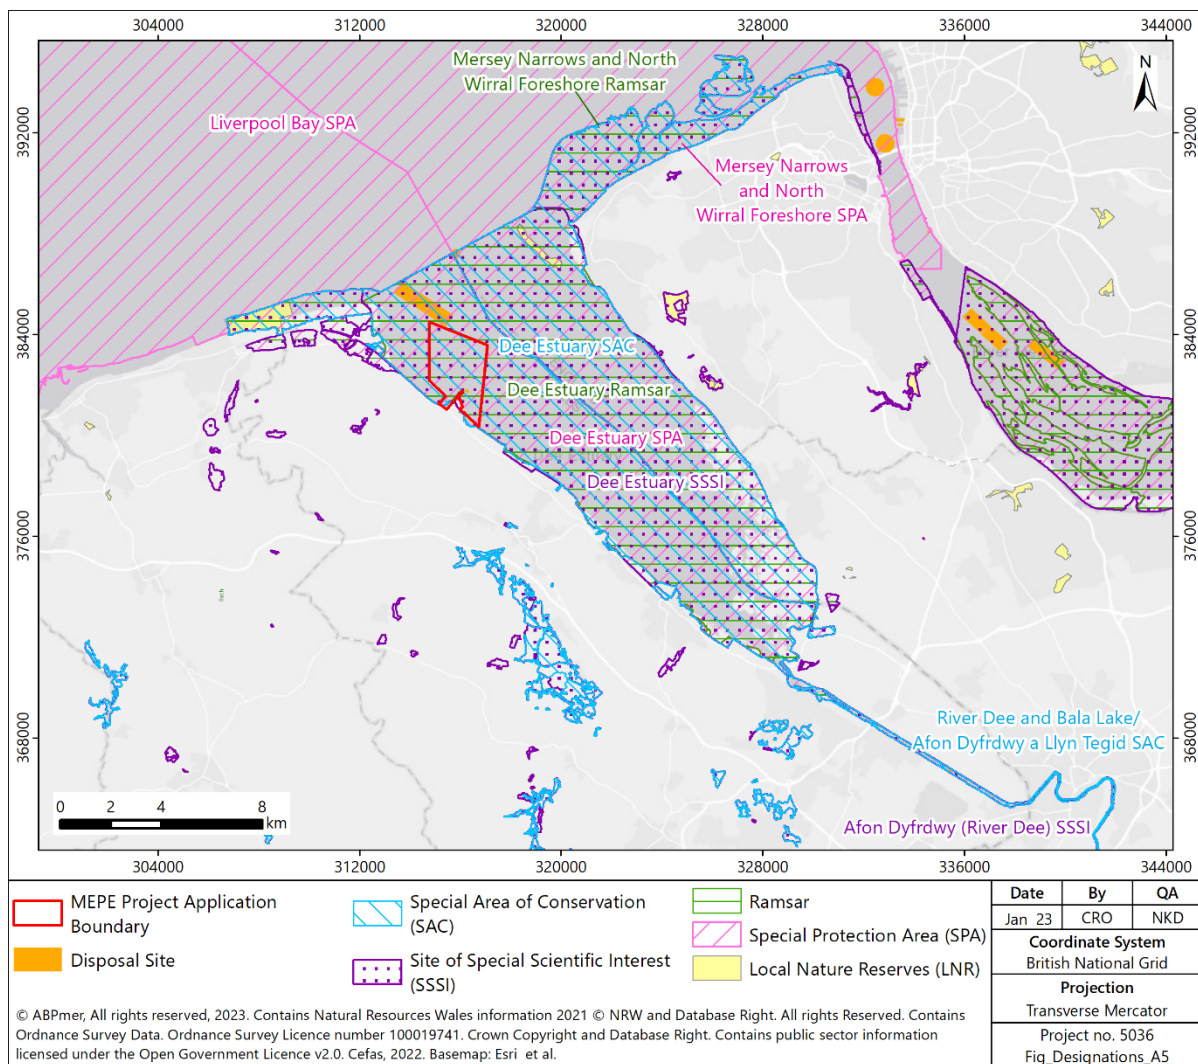 304000 312000 320000 328000 336000 344000
N
Mersey Narrows and North
Wirral Foreshore Ramsar
Liverpool Bay SPA
392000
392000
Mersey Narrows
and North
Wirral Foreshore SPA
384000
384000
Dee Estuary SAC
Dee Estuary Ramsar
Dee Estuary SPA
Dee Estuary SSSI
376000
376000
River Dee and Bala Lake/
Afon Dyfrdwy a Llyn Tegid SAC
368000
368000
Afon Dyfrdwy (River Dee) SSSI
0 2 4 8
km
304000 312000 320000 328000 336000 344000
MEPE Project Application
Boundary
Disposal Site
Special Area of Conservation
(SAC)
Site of Special Scientific Interest
(SSSI)
Ramsar
Special Protection Area (SPA)
Local Nature Reserves (LNR)
Date By QA
Jan 23 CRO NKD
Coordinate System
British National Grid
Projection
Transverse Mercator
Project no. 5036
Fig_Designations_A5
© ABPmer, All rights reserved, 2023. Contains Natural Resources Wales information 2021 © NRW and Database Right. All rights Reserved. Contains
Ordnance Survey Data. Ordnance Survey Licence number 100019741. Crown Copyright and Database Right. Contains public sector information
licensed under the Open Government Licence v2.0. Cefas, 2022. Basemap: Esri et al.